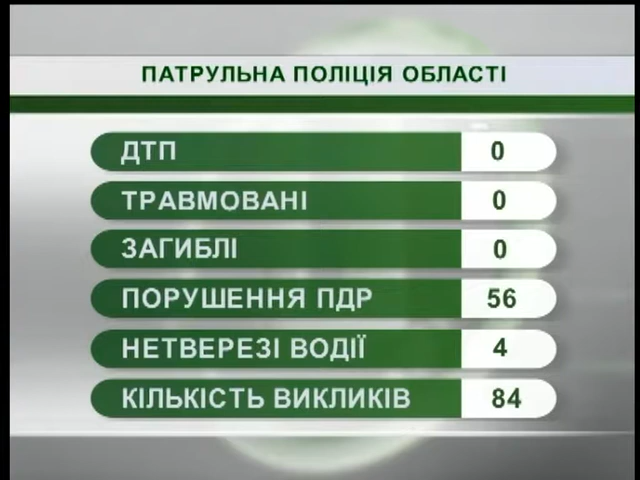 ПАТРУЛЬНА ПОЛІЦІЯ ОБЛАСТІ
ДТП 0
ТРАВМОВАНІ 0
ЗАГИБЛІ 0
ПОРУШЕННЯ ПДР 56
НЕТВЕРЕЗІ ВОДІЇ 4
КІЛЬКІСТЬ ВИКЛИКІВ 84